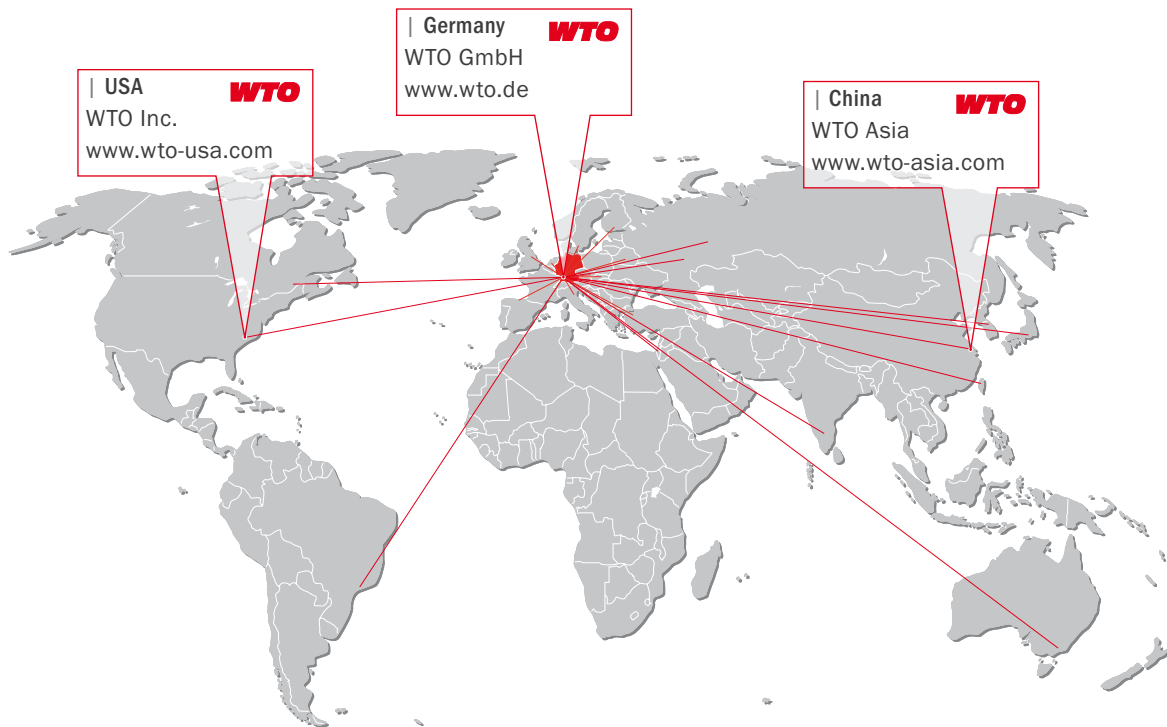 | USA WTO
WTO Inc.
www.wto-usa.com
| Germany WTO
WTO GmbH
www.wto.de
| China WTO
WTO Asia
www.wto-asia.com